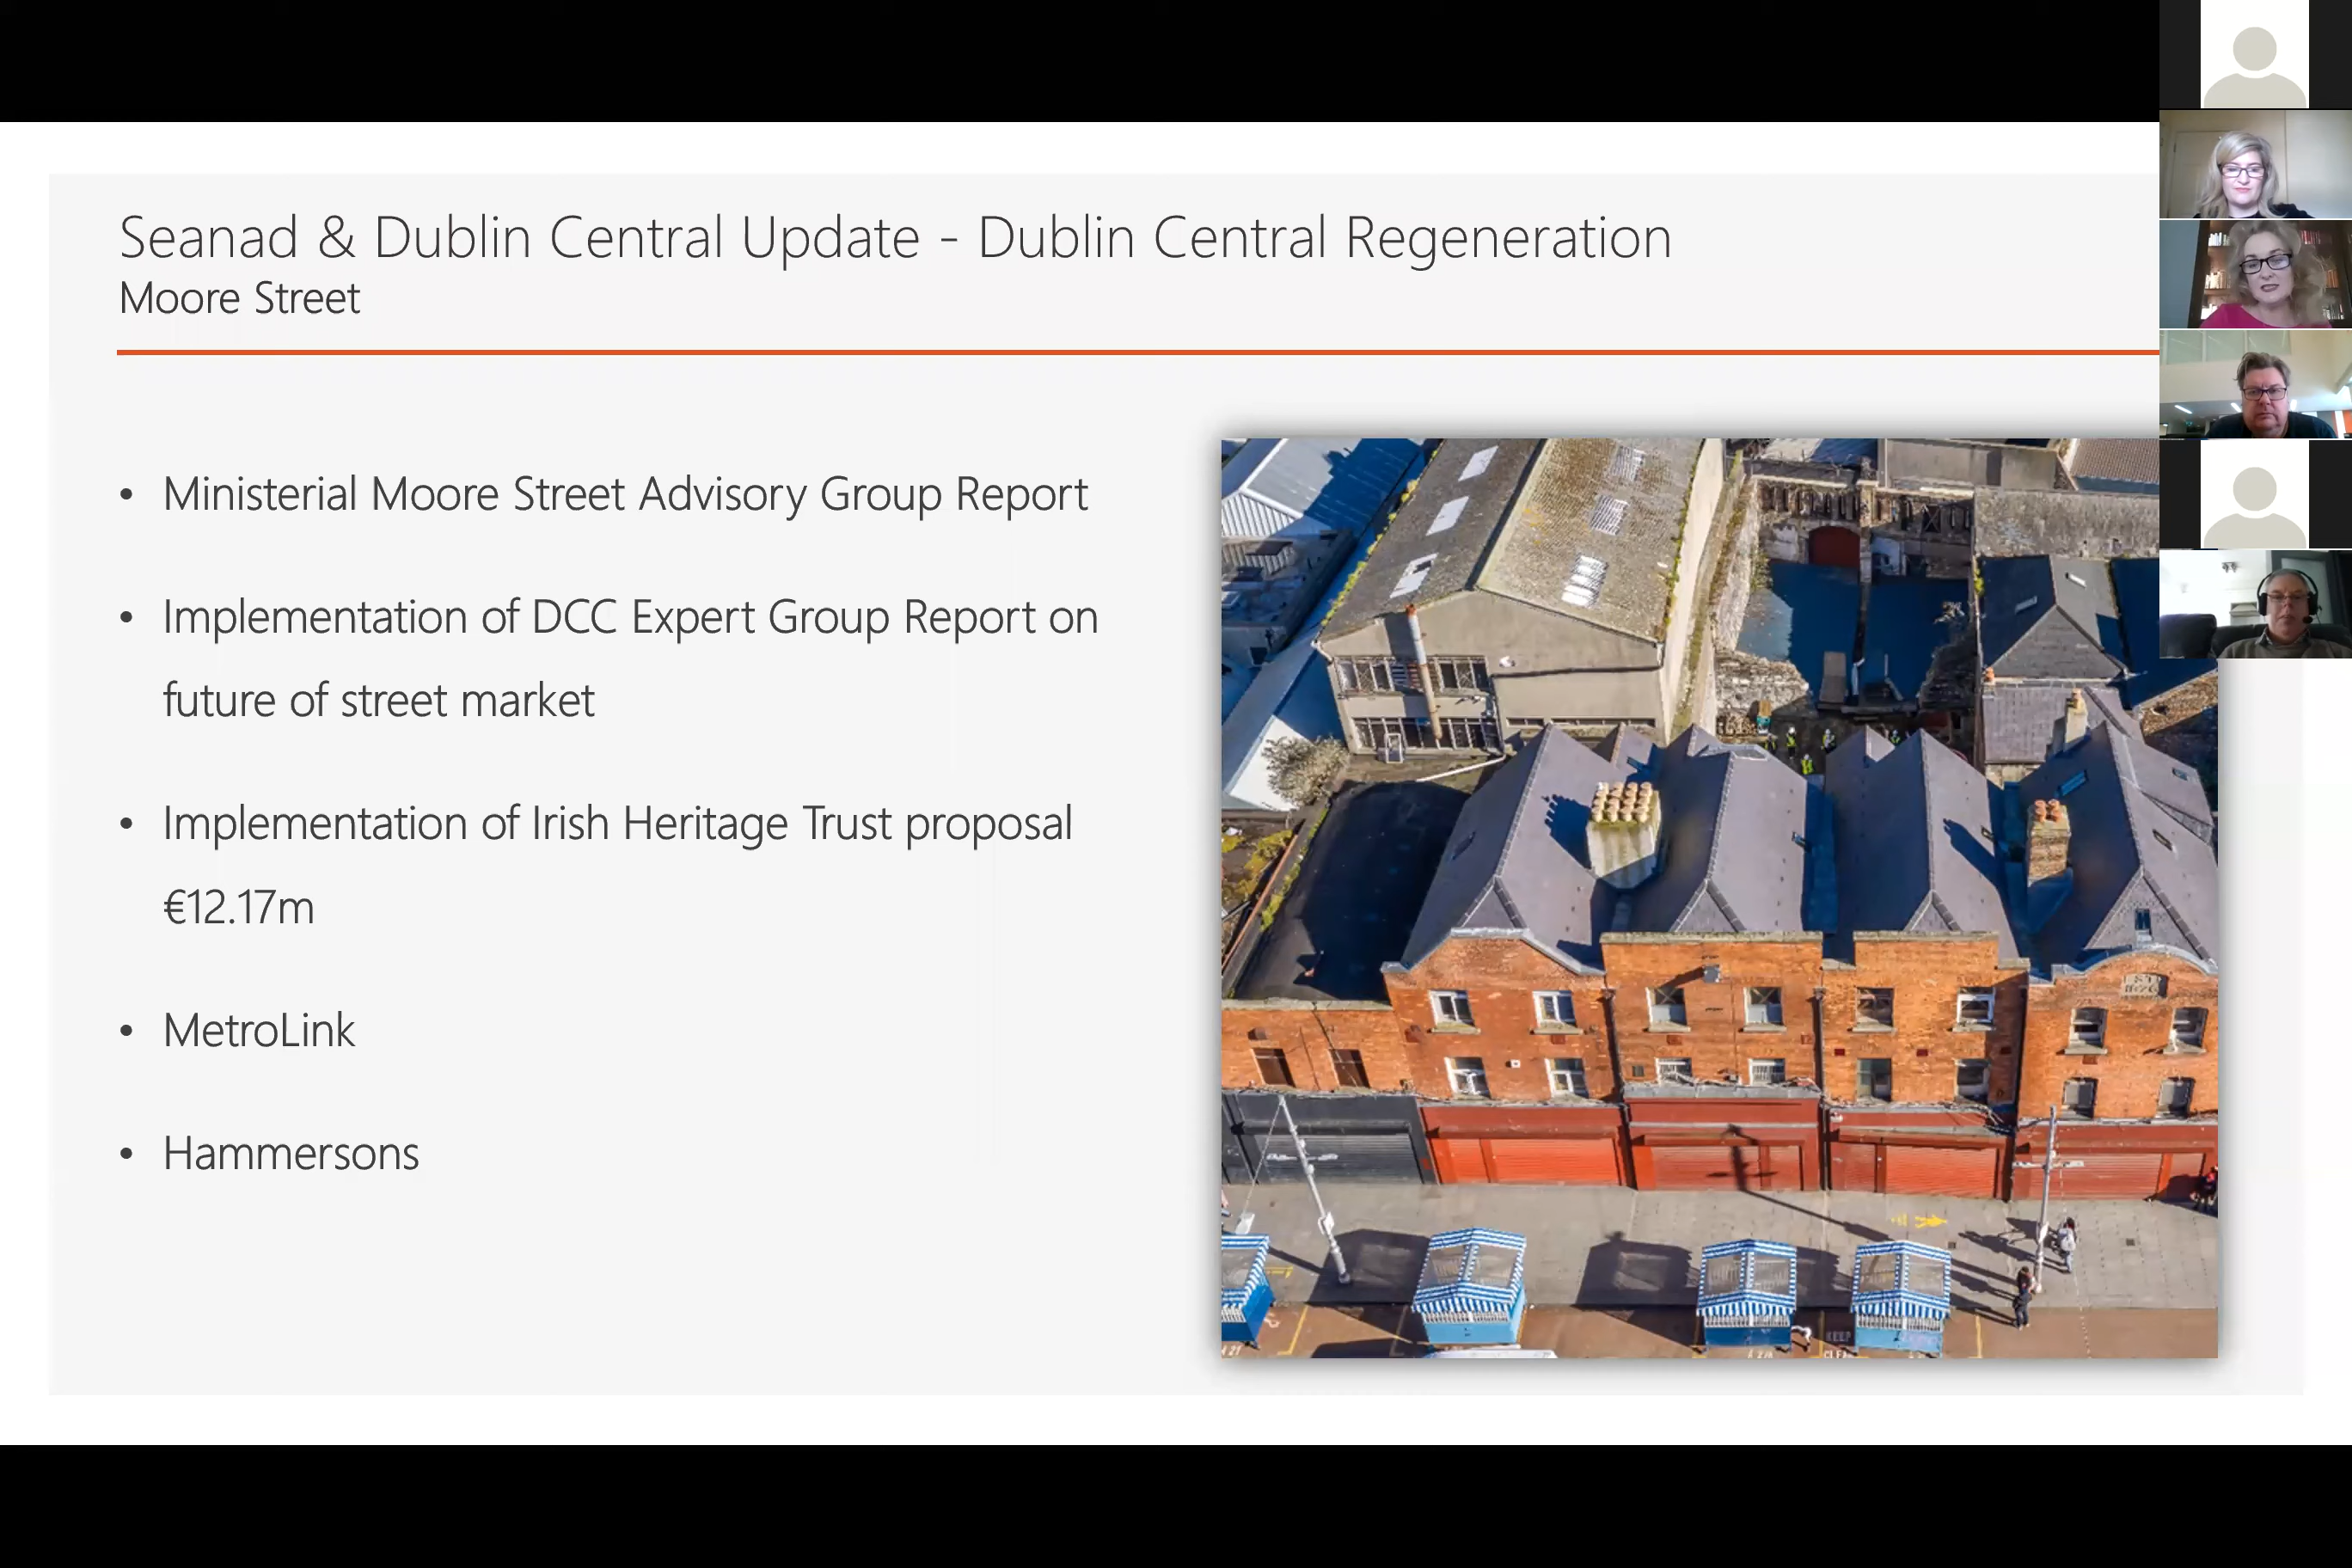 Seanad & Dublin Central Update - Dublin Central Regeneration
Moore Street
• Ministerial Moore Street Advisory Group Report
• Implementation of DCC Expert Group Report on
future of street market
• Implementation of Irish Heritage Trust proposal
€12.17m
• MetroLink
• Hammersons
KEEP